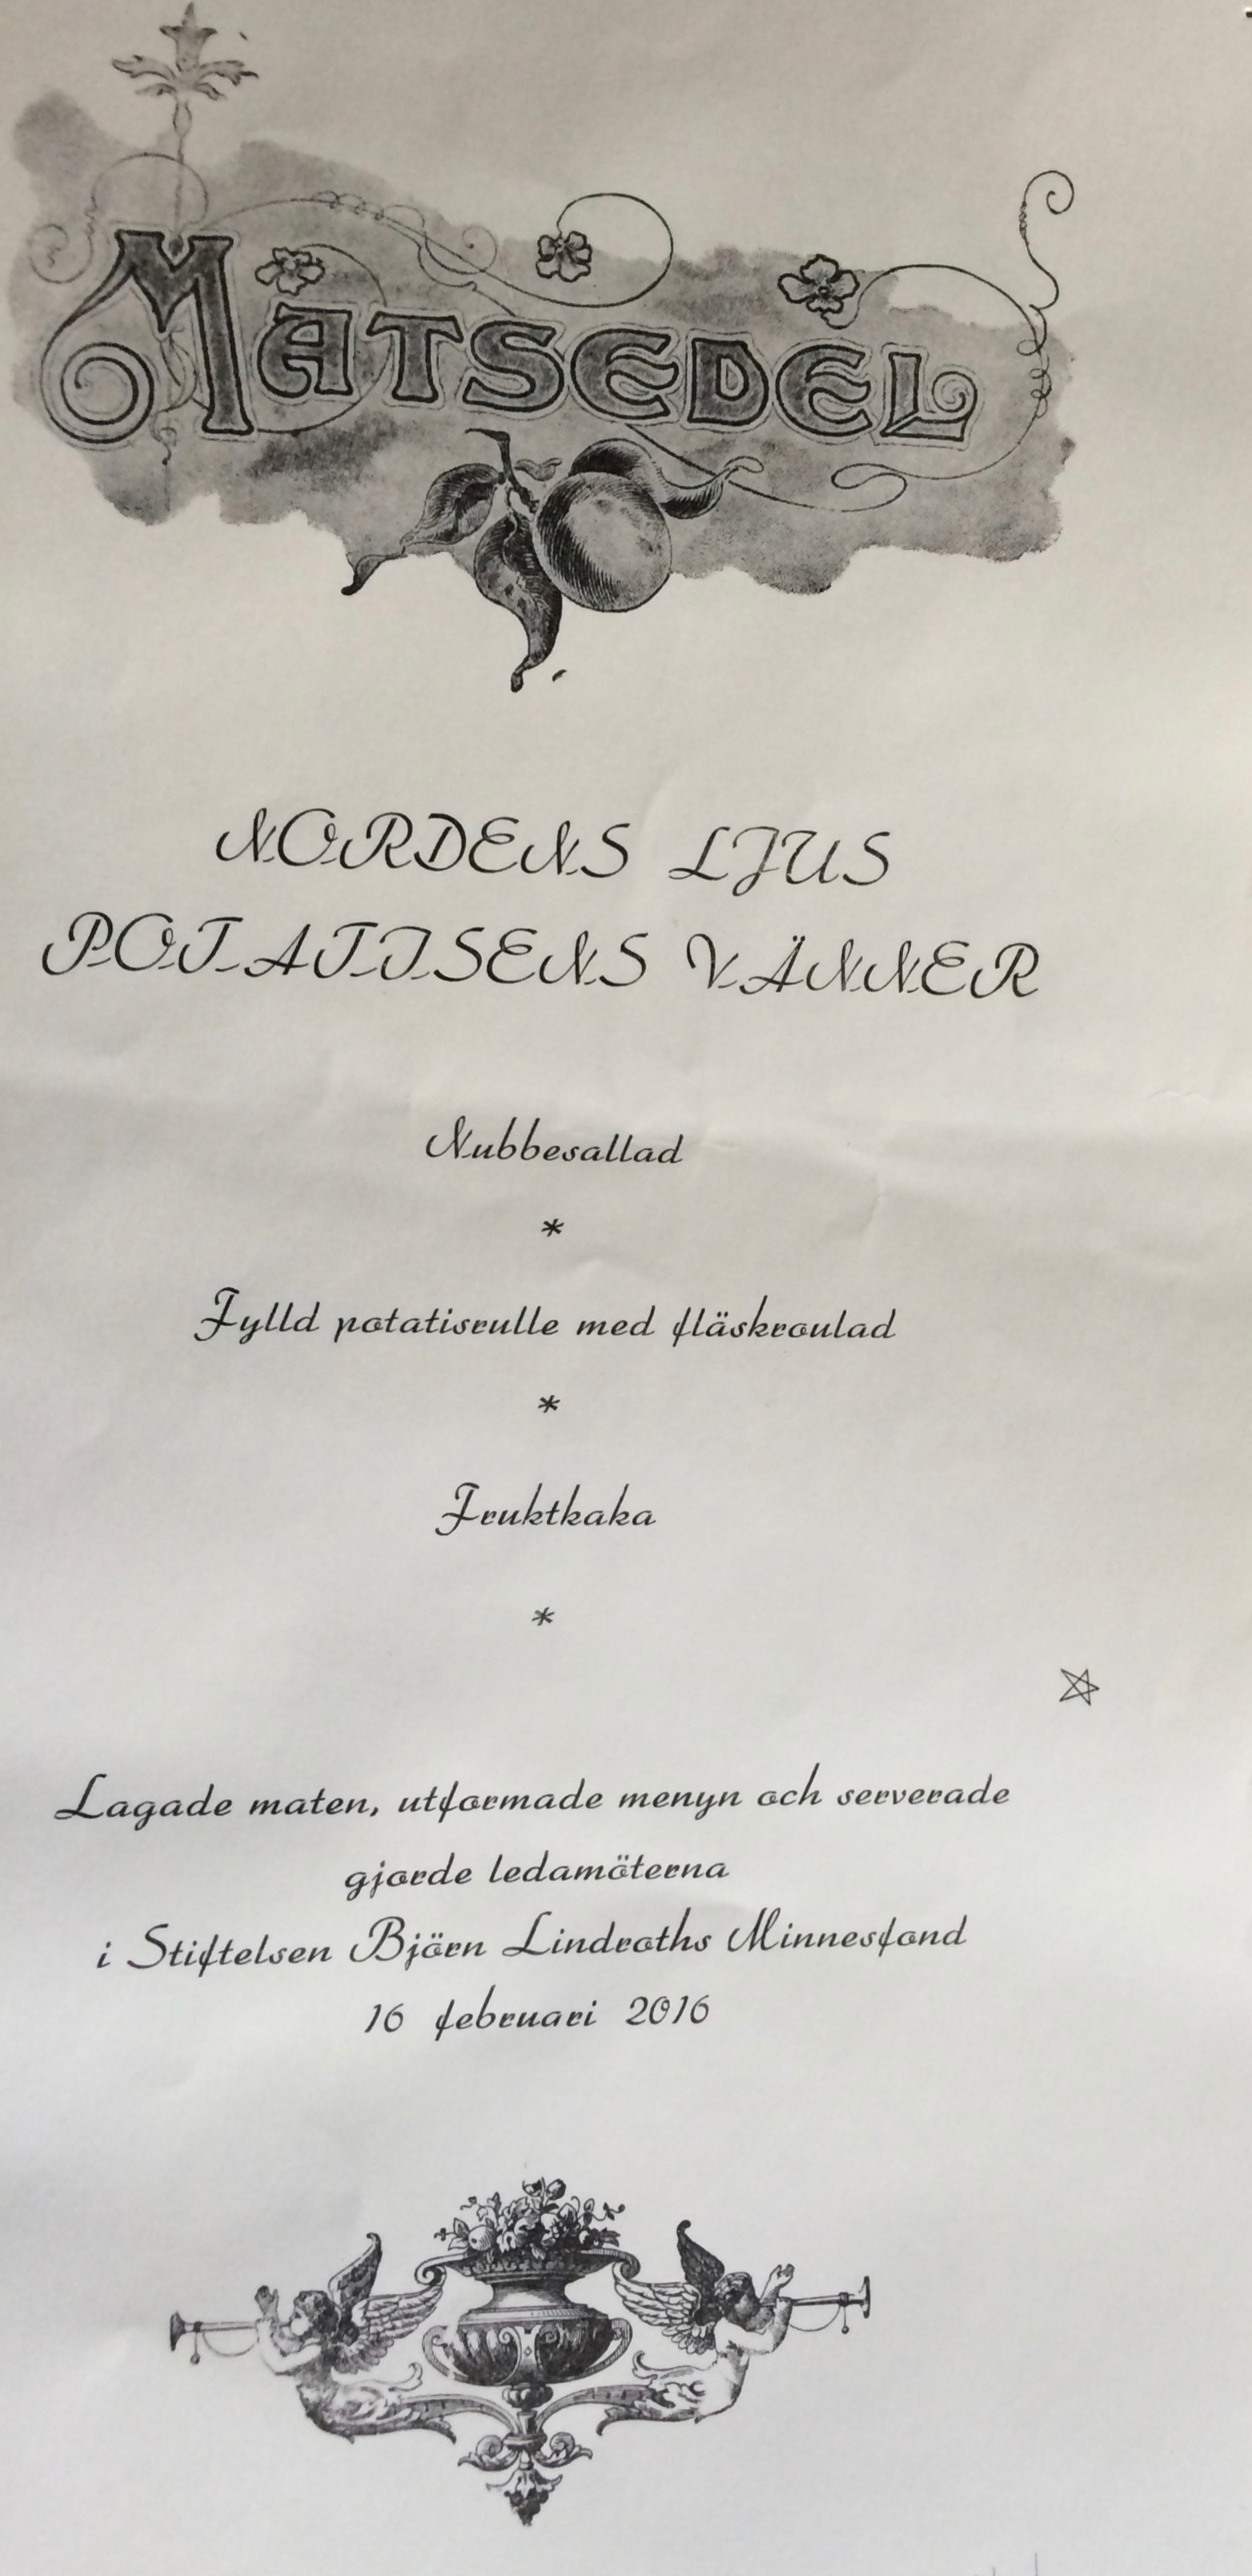 MATSEDEL
NORDENS LJUS
POTATISENS VÄNNER
Nubbesallad
*
Fylld potatisrulle med fläskroulad
*
Fruktkaka
*
Lagade maten, utformade menyn och serverade
gjorde ledamöterna
i Stiftelsen Björn Lindroths Minnesfond
16 februari 2016